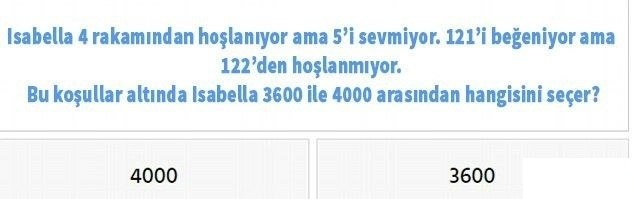 Isabella 4 rakamından hoşlanıyor ama 5'i sevmiyor. 121'i beğeniyor ama
122'den hoşlanmıyor.
Bu koşullar altında Isabella 3600 ile 4000 arasından hangisini seçer?
4000
3600